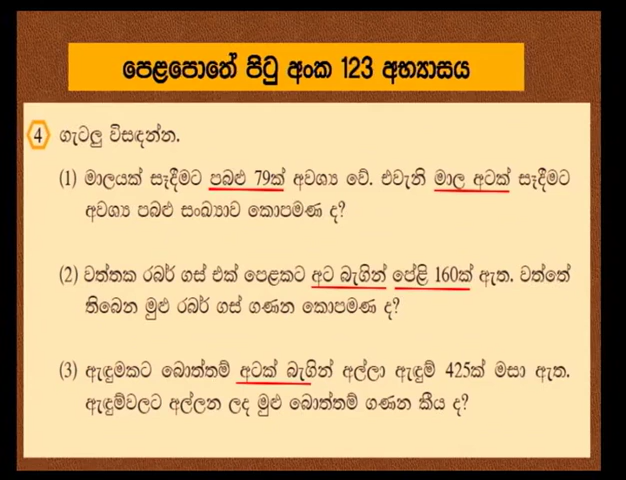 පෙළපොතේ පිටු අංක 123 අභ්‍යාසය
4 ගැටලු විසඳන්න.
(1) මාලයක් සෑදීමට පබළු 79ක් අවශ්‍ය වේ. එවැනි මාල අටක් සෑදීමට
අවශ්‍ය පබළු සංඛ්‍යාව කොපමණ ද?
(2) වත්තක රබර් ගස් එක් පෙළකට අට බැගින් පේළි 160ක් ඇත. වත්තේ
තිබෙන මුළු රබර් ගස් ගණන කොපමණ ද?
(3) ඇඳුමකට බොත්තම් අටක් බැගින් අල්ලා ඇඳුම් 425ක් මසා ඇත.
ඇඳුම්වලට අල්ලන ලද මුළු බොත්තම් ගණන කීය ද?